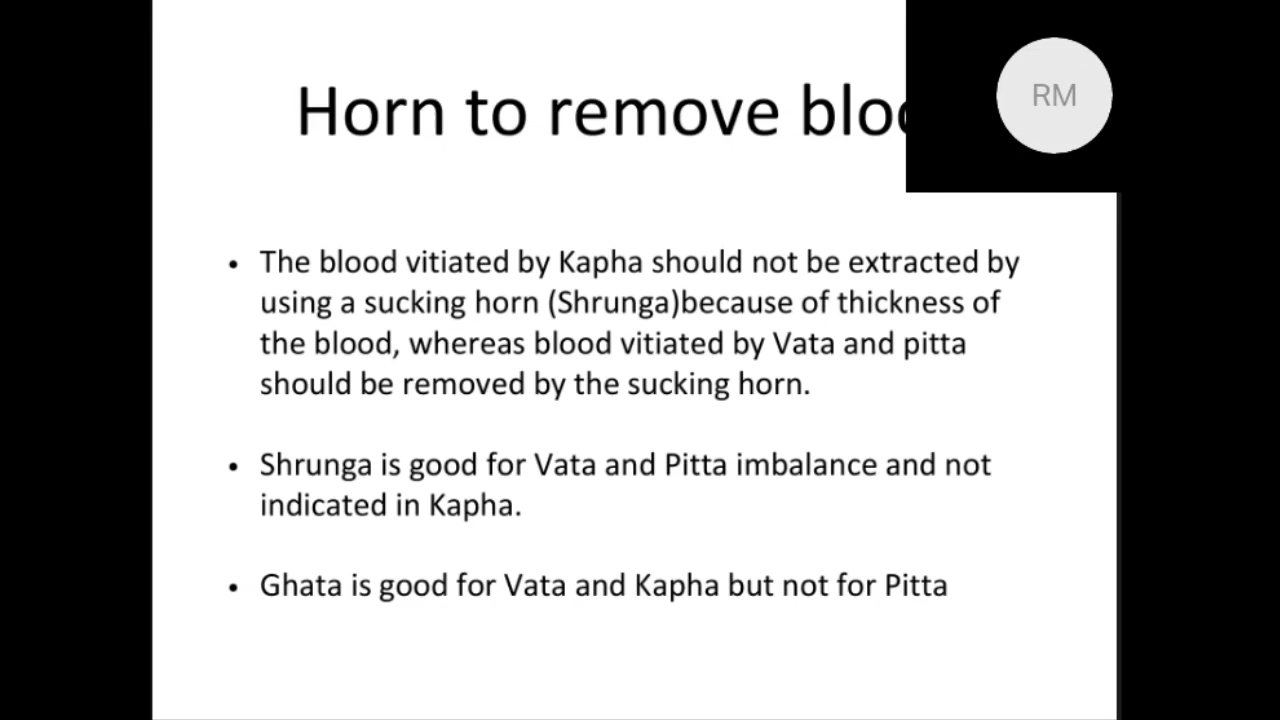 Horn to remove
RM
• The blood vitiated by Kapha should not be extracted by
using a sucking horn (Shrunga)because of thickness of
the blood, whereas blood vitiated by Vata and pitta
should be removed by the sucking horn.
• Shrunga is good for Vata and Pitta imbalance and not
indicated in Kapha.
• Ghata is good for Vata and Kapha but not for Pitta